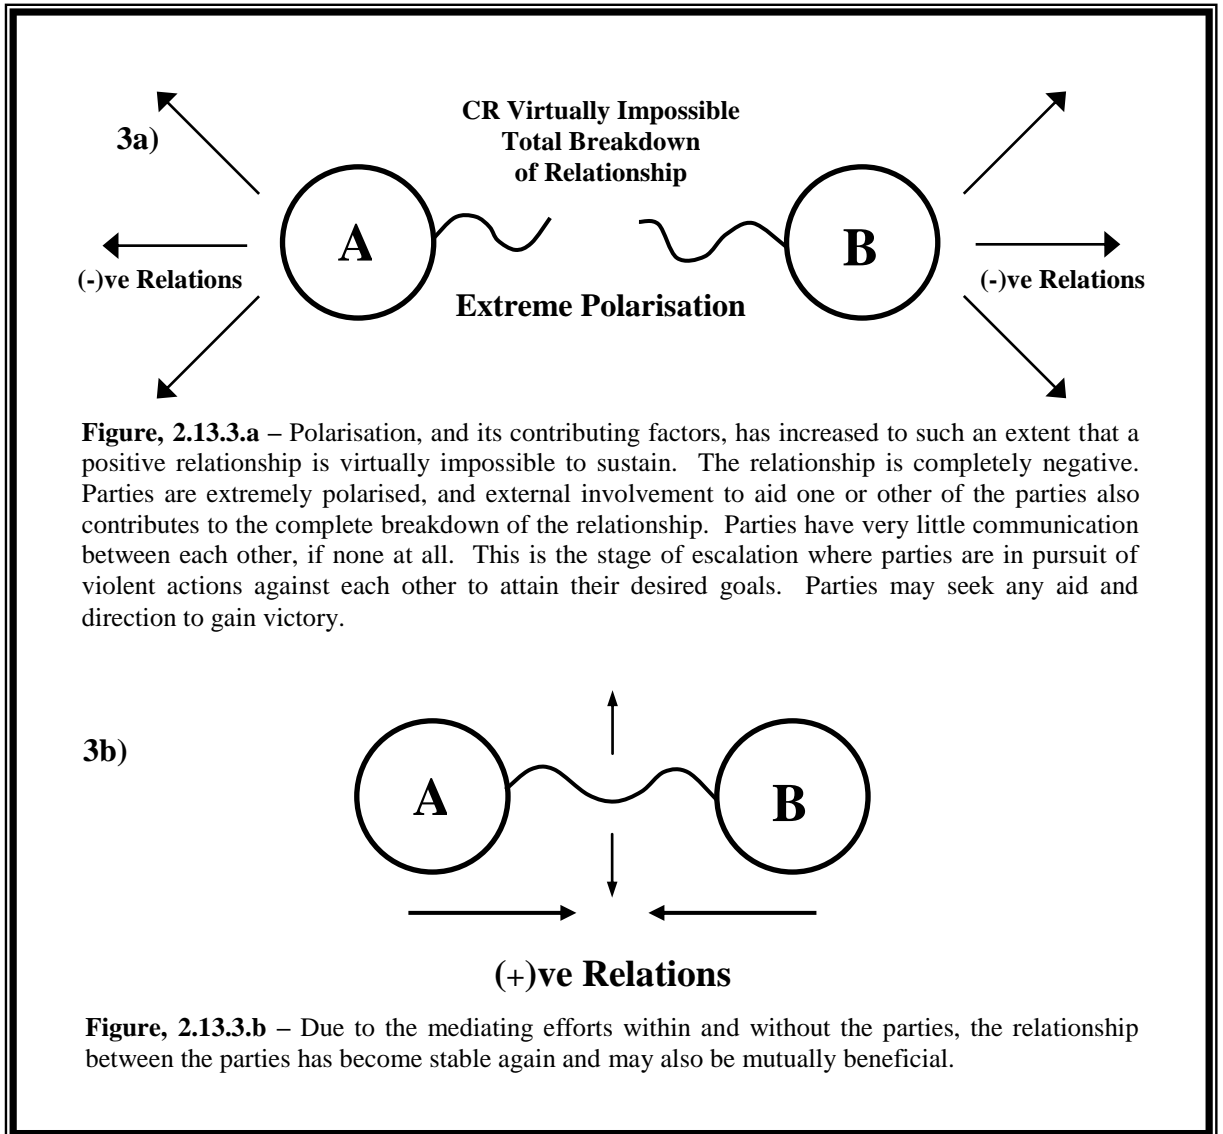 CR Virtually Impossible
3a)
Total Breakdown
of Relationship
A
B
(-)ve Relations
(-)ve Relations
Extreme Polarisation
Figure, 2.13.3.a – Polarisation, and its contributing factors, has increased to such an extent that a
positive relationship is virtually impossible to sustain. The relationship is completely negative.
Parties are extremely polarised, and external involvement to aid one or other of the parties also
contributes to the complete breakdown of the relationship. Parties have very little communication
between each other, if none at all. This is the stage of escalation where parties are in pursuit of
violent actions against each other to attain their desired goals. Parties may seek any aid and
direction to gain victory.
3b)
A
B
(+)ve Relations
Figure, 2.13.3.b – Due to the mediating efforts within and without the parties, the relationship
between the parties has become stable again and may also be mutually beneficial.